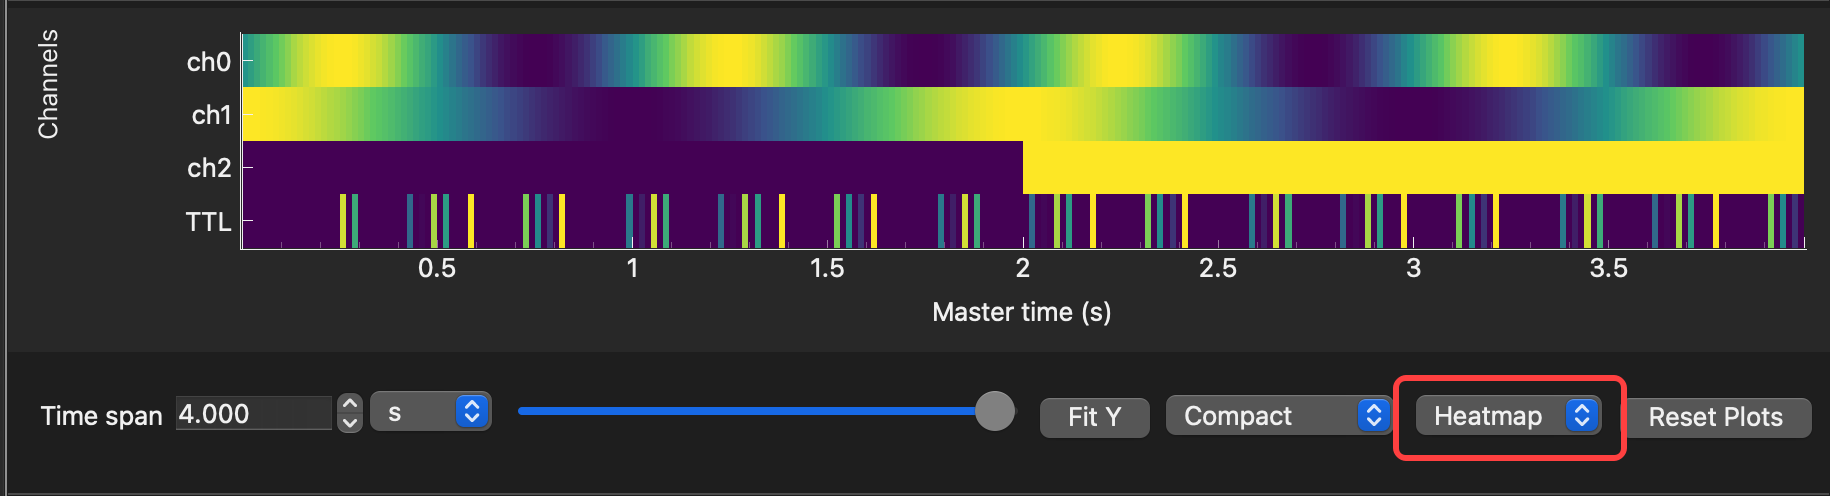 Channels
ch0
ch1
ch2
TTL
0.5 1 1.5 2 2.5 3 3.5
Master time (s)
Time span 4.000 s Fit Y Compact Heatmap Reset Plots